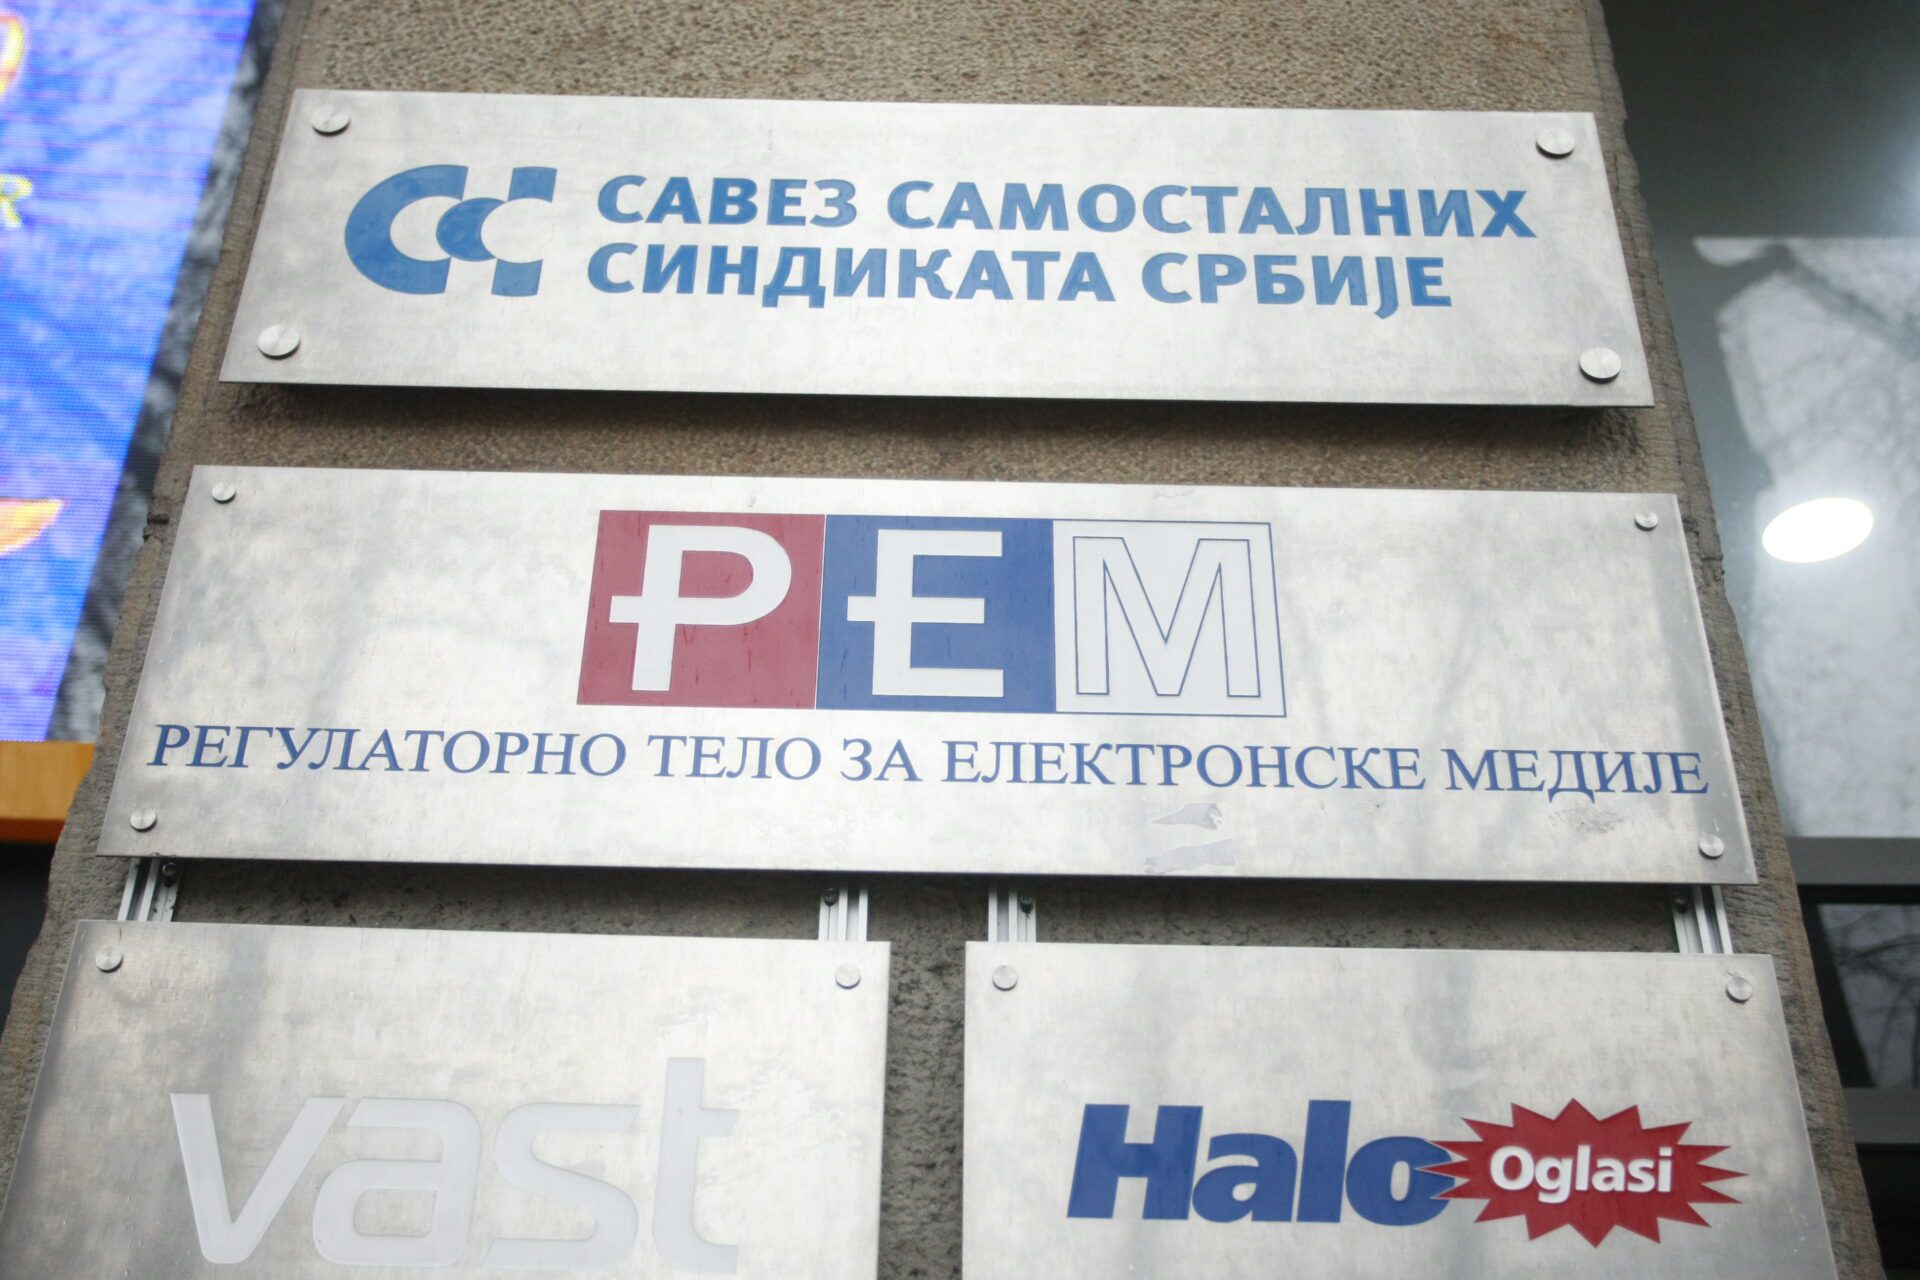 САВЕЗ САМОСТАЛНИХ
СИНДИКАТА СРБИЈЕ
РЕМ
РЕГУЛАТОРНО ТЕЛО ЗА ЕЛЕКТРОНСКЕ МЕДИЈЕ
vast
Halo Oglasi